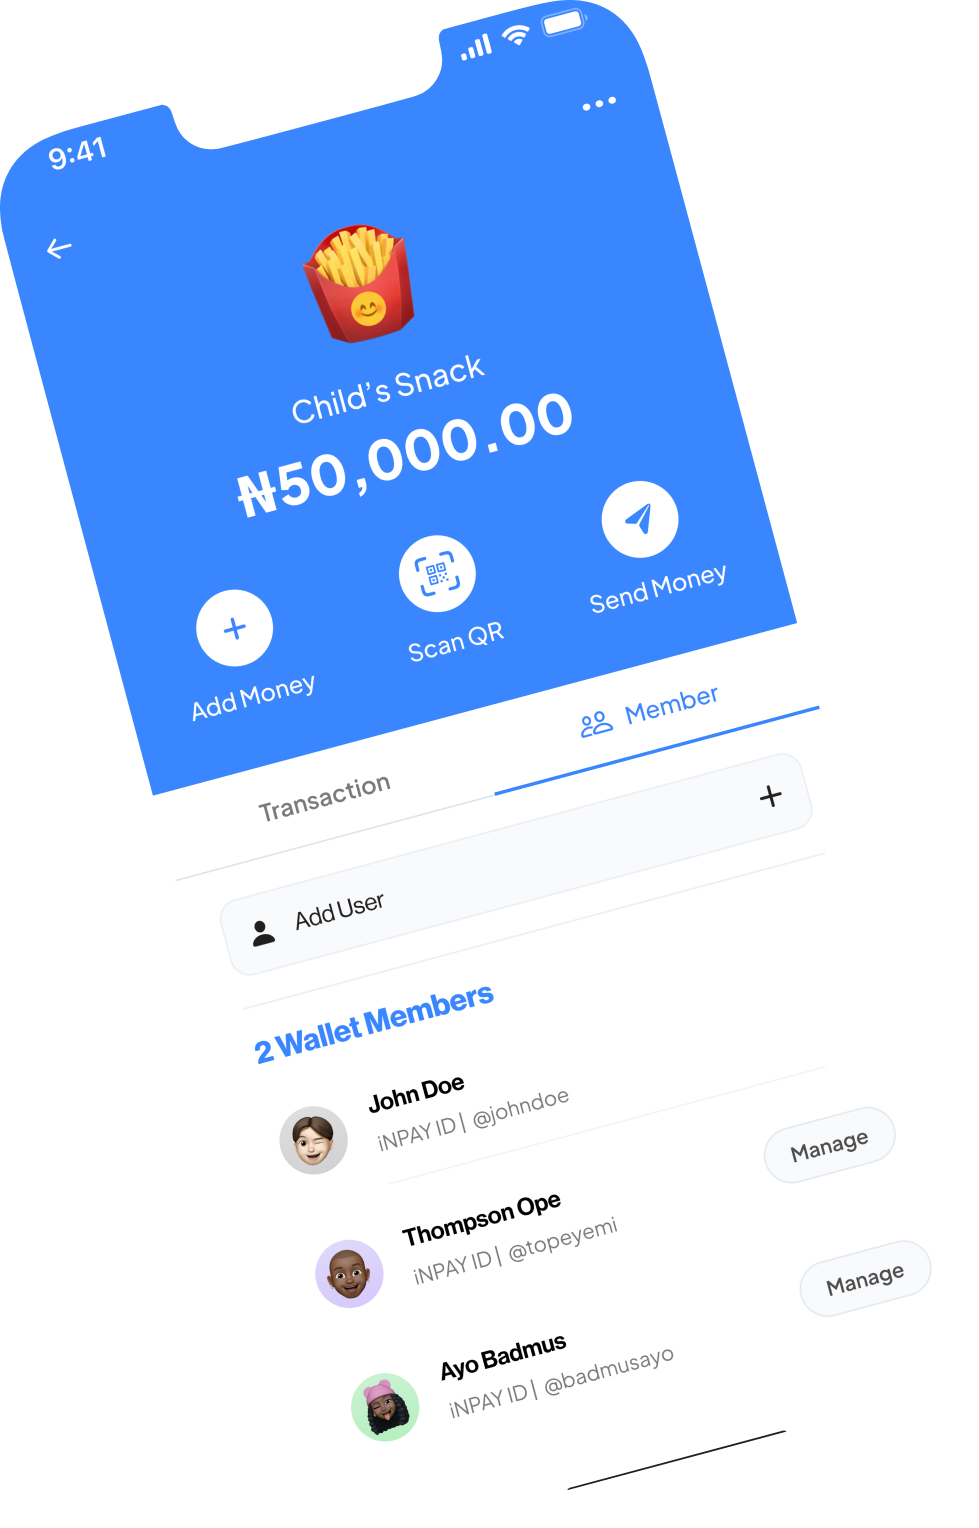 9:41
Child’s Snack
₦50,000.00
Add Money
Scan QR
Send Money
Transaction
Member
Add User
2 Wallet Members
John Doe
iNPAY ID | @johndoe
Thompson Ope
iNPAY ID | @topeyemi
Manage
Ayo Badmus
iNPAY ID | @badmusayo
Manage